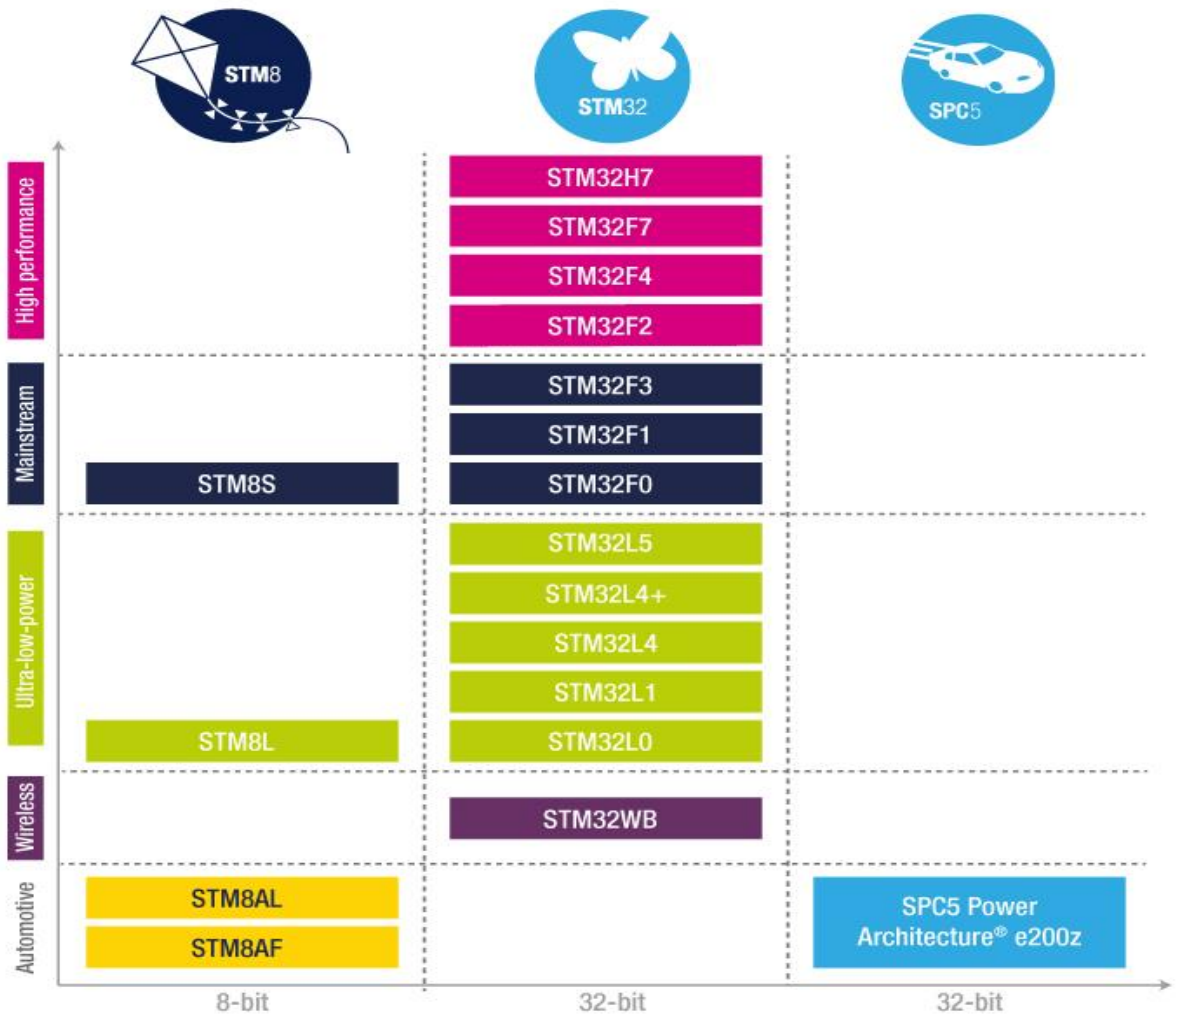 STM8
STM32
SPC5
High performance
STM32H7
STM32F7
STM32F4
STM32F2
Mainstream
STM32F3
STM32F1
STM8S
STM32F0
Ultra-low-power
STM32L5
STM32L4+
STM32L4
STM32L1
STM8L
STM32L0
Wireless
STM32WB
Automotive
STM8AL
STM8AF
SPC5 Power
Architecture® e200z
8-bit
32-bit
32-bit